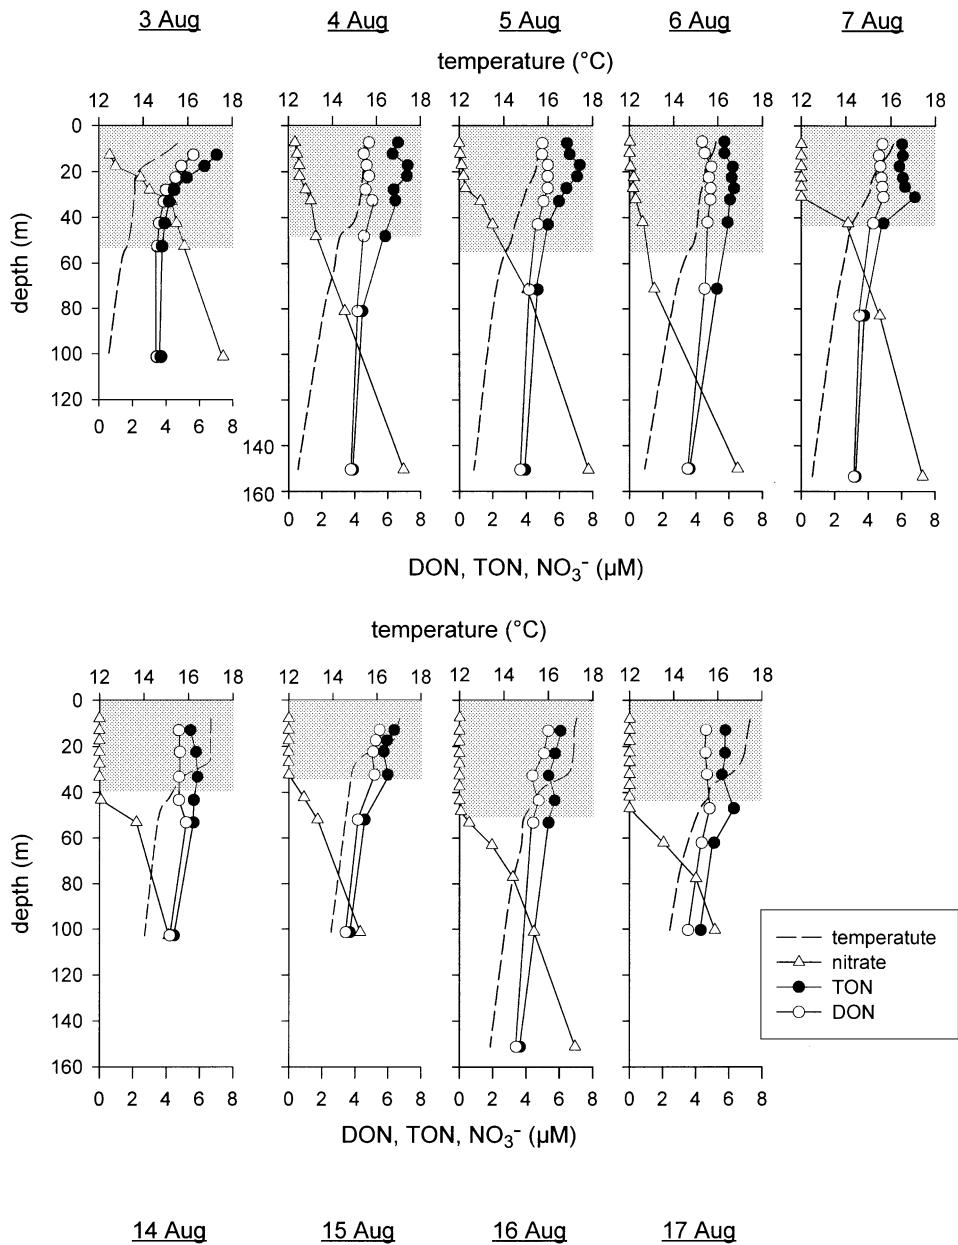 3 Aug 4 Aug 5 Aug 6 Aug 7 Aug
temperature (°C)
12 14 16 18 12 14 16 18 12 14 16 18 12 14 16 18 12 14 16 18
0
20
40
60
80
100
120
depth (m)
0 2 4 6 8
140
160
0 2 4 6 8 0 2 4 6 8 0 2 4 6 8 0 2 4 6 8
DON, TON, NO₃⁻ (µM)
temperature (°C)
12 14 16 18 12 14 16 18 12 14 16 18 12 14 16 18
0
20
40
60
80
100
120
140
160
depth (m)
temperatute
nitrate
TON
DON
0 2 4 6 8 0 2 4 6 8 0 2 4 6 8 0 2 4 6 8
DON, TON, NO₃⁻ (µM)
14 Aug 15 Aug 16 Aug 17 Aug